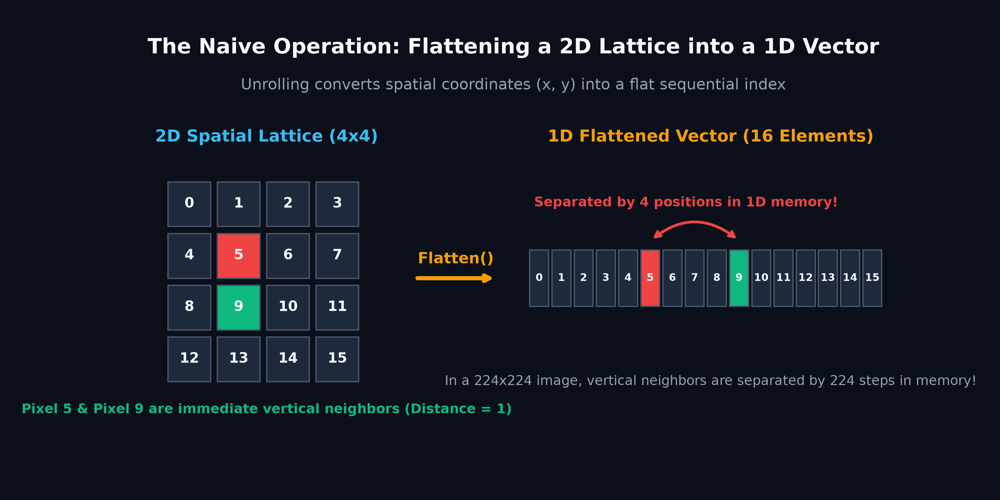 The Naive Operation: Flattening a 2D Lattice into a 1D Vector
Unrolling converts spatial coordinates (x, y) into a flat sequential index
2D Spatial Lattice (4x4)
0 1 2 3
4 5 6 7
8 9 10 11
12 13 14 15
Pixel 5 & Pixel 9 are immediate vertical neighbors (Distance = 1)
Flatten()
1D Flattened Vector (16 Elements)
Separated by 4 positions in 1D memory!
0 1 2 3 4 5 6 7 8 9 10 11 12 13 14 15
In a 224x224 image, vertical neighbors are separated by 224 steps in memory!